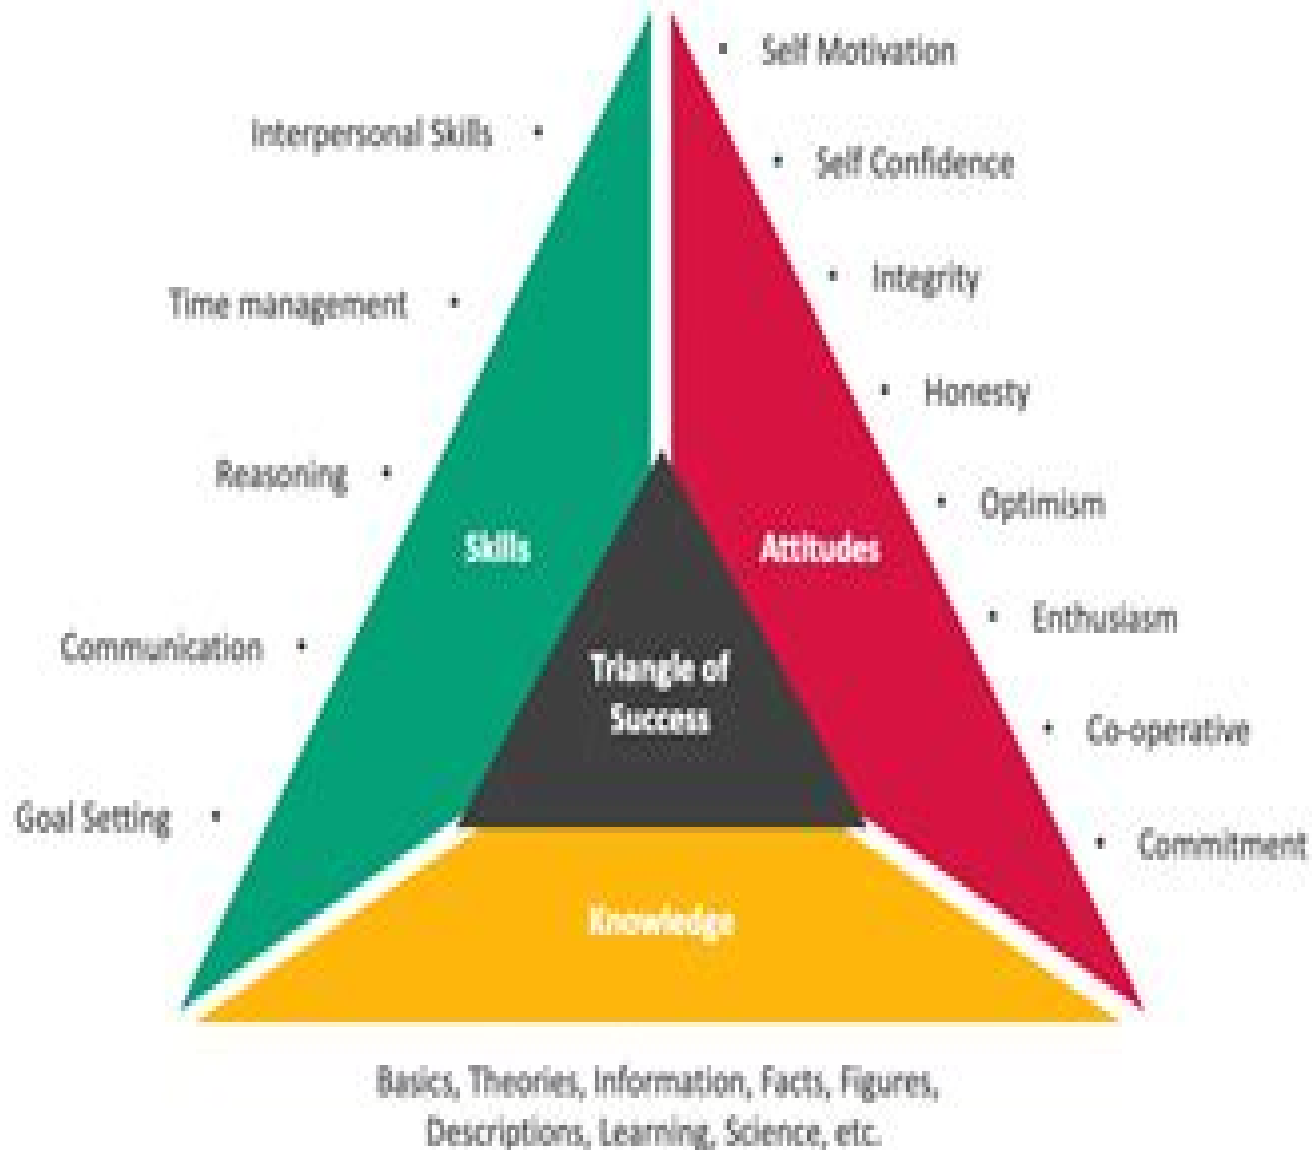 Self Motivation
Interpersonal Skills
Self Confidence
Integrity
Time management
Honesty
Reasoning
Optimism
Skills
Attitudes
Enthusiasm
Communication
Triangle of
Success
Co-operative
Goal Setting
Commitment
Knowledge
Basics, Theories, Information, Facts, Figures,
Descriptions, Learning, Science, etc.